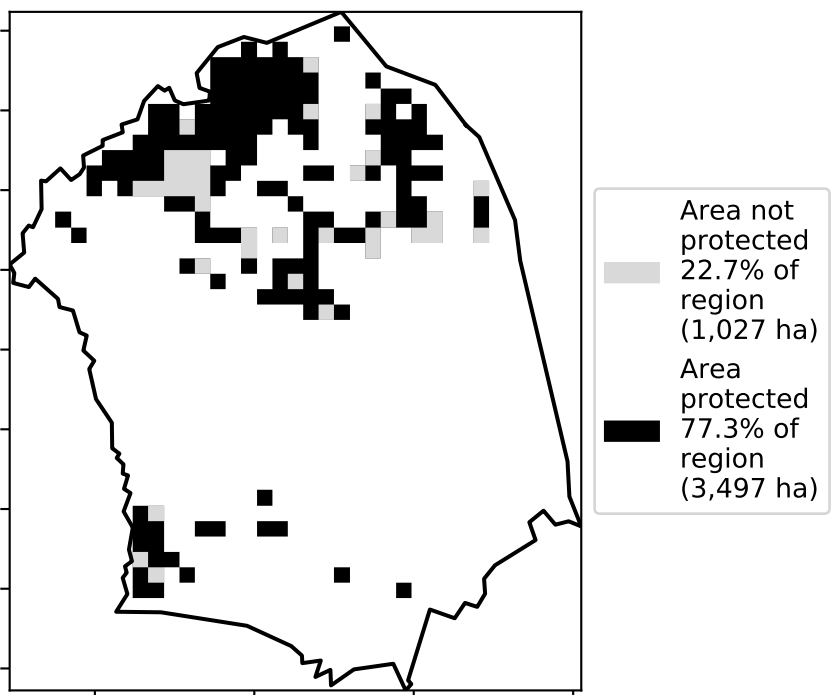 Area not
protected
22.7% of
region
(1,027 ha)
Area
protected
77.3% of
region
(3,497 ha)